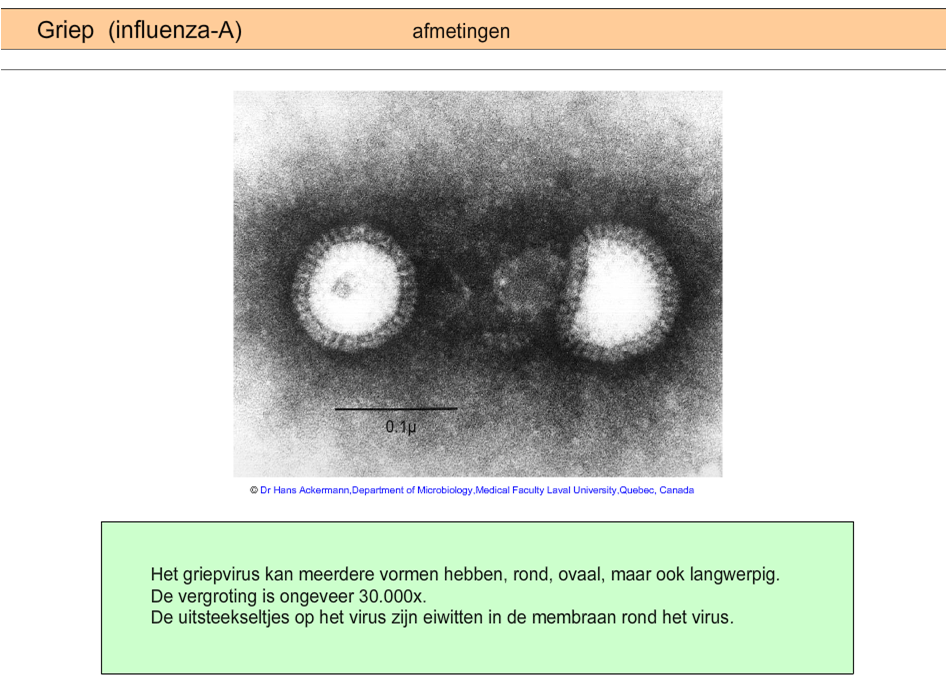 Griep (influenza-A) afmetingen
0.1µ
© Dr Hans Ackermann,Department of Microbiology,Medical Faculty Laval University,Quebec, Canada
Het griepvirus kan meerdere vormen hebben, rond, ovaal, maar ook langwerpig.
De vergroting is ongeveer 30.000x.
De uitsteekseltjes op het virus zijn eiwitten in de membraan rond het virus.